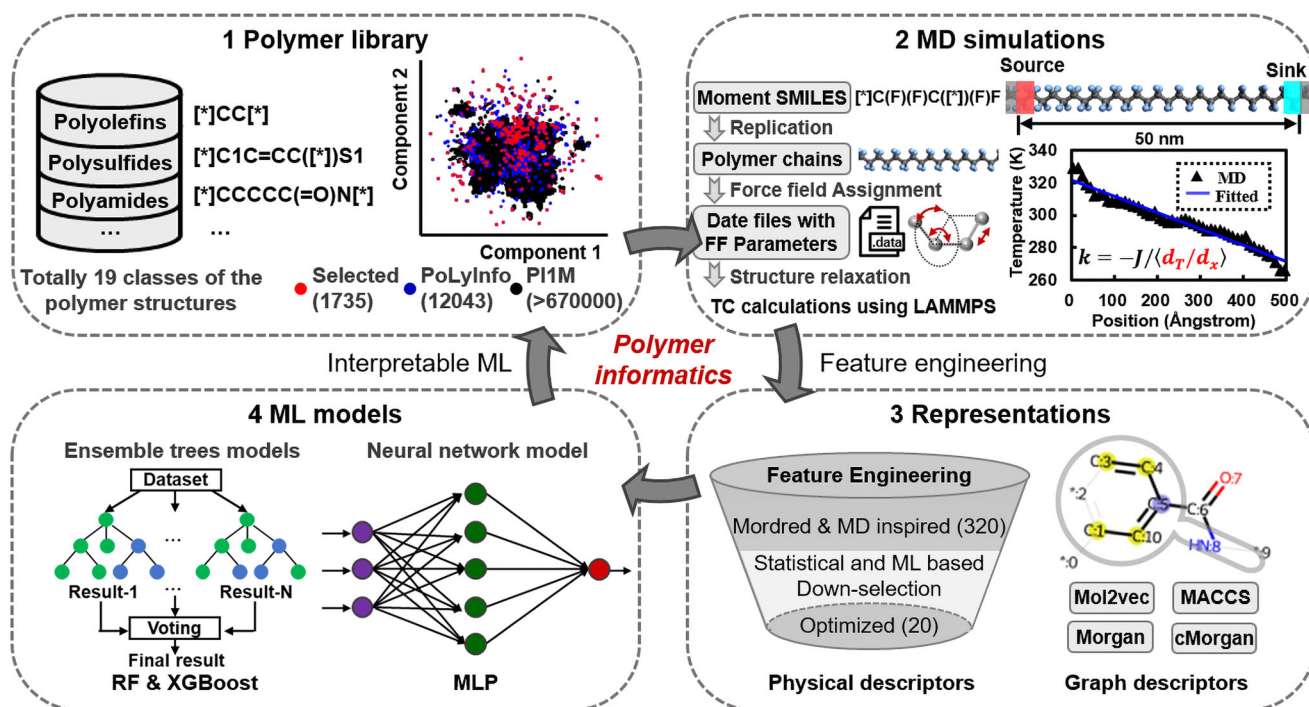 1 Polymer library
Polyolefins
[*]CC[*]
Polysulfides
[*]C1C=CC([*])S1
Polyamides
[*]CCCCC(=O)N[*]
...
...
Component 2
Component 1
Totally 19 classes of the
polymer structures
Selected
(1735)
PoLyInfo
(12043)
PI1M
(>670000)
2 MD simulations
Moment SMILES
[*]C(F)(F)C([*])(F)F
Replication
Polymer chains
Force field Assignment
Date files with
FF Parameters
.data
Structure relaxation
TC calculations using LAMMPS
Source
Sink
50 nm
Temperature (K)
340
320
300
280
260
MD
Fitted
k = −J/⟨d_T/d_x⟩
0 100 200 300 400 500
Position (Ångstrom)
Interpretable ML
Polymer
informatics
Feature engineering
4 ML models
Ensemble trees models
Dataset
...
...
Result-1
...
Result-N
Voting
Final result
RF & XGBoost
Neural network model
MLP
3 Representations
Feature Engineering
Mordred & MD inspired (320)
Statistical and ML based
Down-selection
Optimized (20)
Physical descriptors
C:3
C:4
O:7
*:2
C:5
C:6
C:1
C:10
HN:8
*:9
*:0
Mol2vec
MACCS
Morgan
cMorgan
Graph descriptors